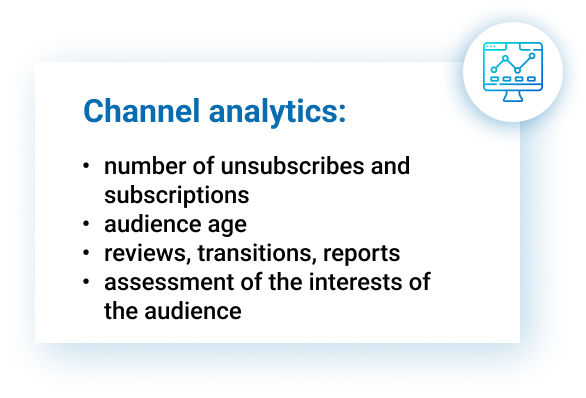 Channel analytics:
• number of unsubscribes and
subscriptions
• audience age
• reviews, transitions, reports
• assessment of the interests of
the audience